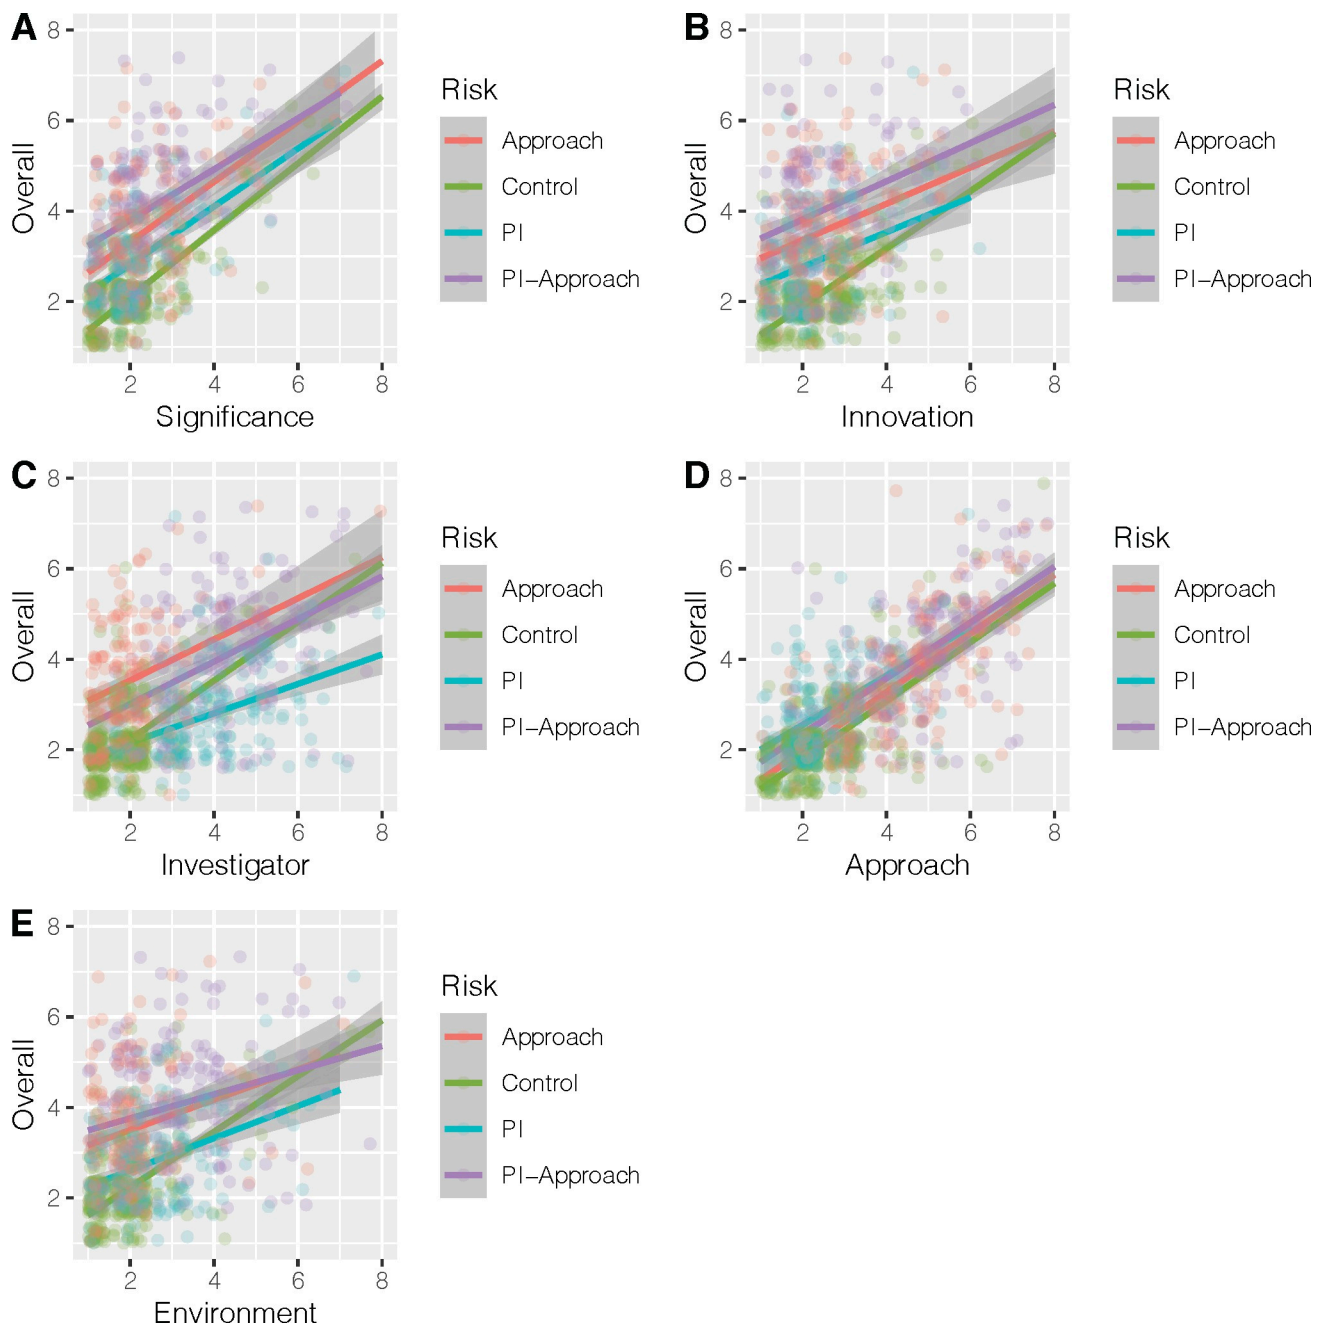 A
Overall
8
6
4
2
2 4 6 8
Significance
Risk
Approach
Control
PI
PI−Approach
B
Overall
8
6
4
2
2 4 6 8
Innovation
Risk
Approach
Control
PI
PI−Approach
C
Overall
8
6
4
2
2 4 6 8
Investigator
Risk
Approach
Control
PI
PI−Approach
D
Overall
8
6
4
2
2 4 6 8
Approach
Risk
Approach
Control
PI
PI−Approach
E
Overall
8
6
4
2
2 4 6 8
Environment
Risk
Approach
Control
PI
PI−Approach